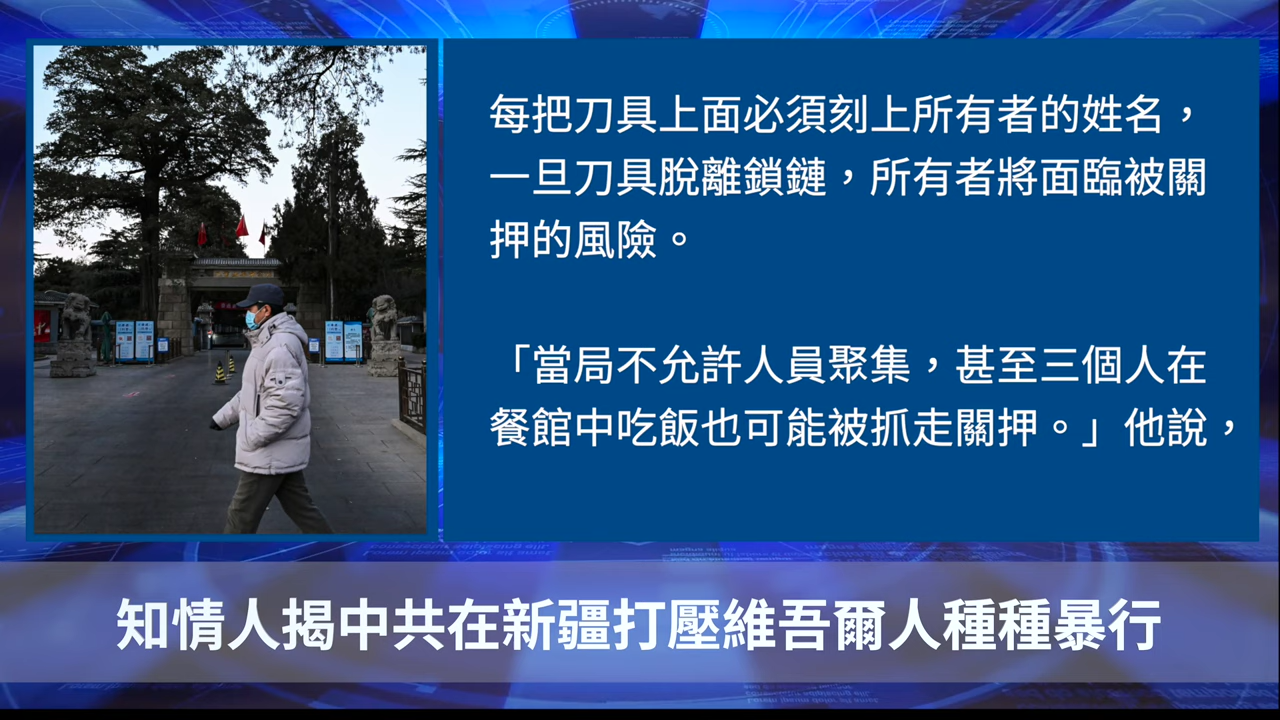 每把刀具上面必須刻上所有者的姓名，
一旦刀具脫離鎖鏈，所有者將面臨被關
押的風險。
「當局不允許人員聚集，甚至三個人在
餐館中吃飯也可能被抓走關押。」他說，
知情人揭中共在新疆打壓維吾爾人種種暴行